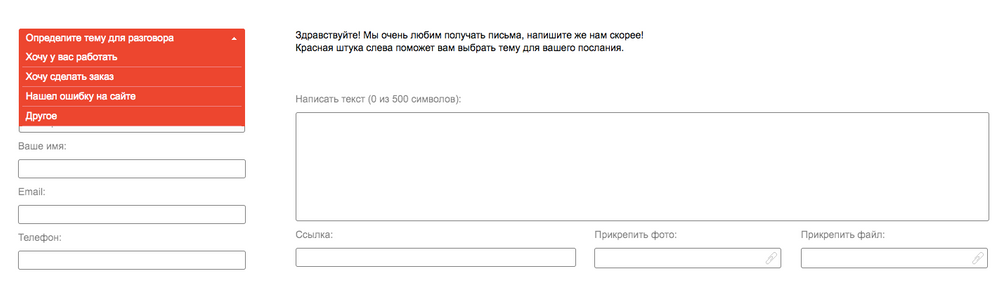 Определите тему для разговора
Хочу у вас работать
Хочу сделать заказ
Нашел ошибку на сайте
Другое
Ваше имя:
Email:
Телефон:
Здравствуйте! Мы очень любим получать письма, напишите же нам скорее!
Красная штука слева поможет вам выбрать тему для вашего послания.
Написать текст (0 из 500 символов):
Ссылка:
Прикрепить фото:
Прикрепить файл: